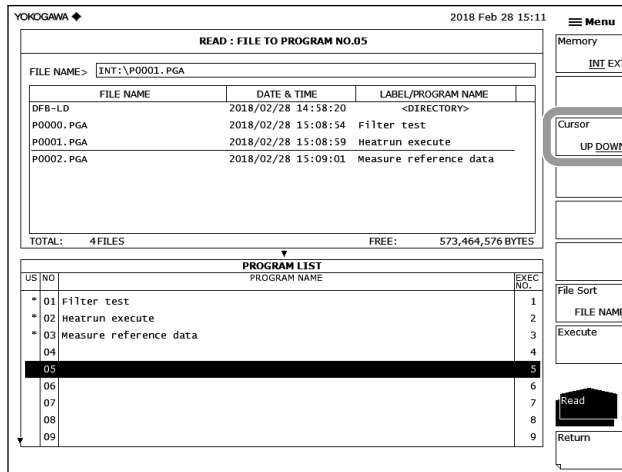 YOKOGAWA ◆ 2018 Feb 28 15:11
Menu
READ : FILE TO PROGRAM NO.05
Memory
INT EXT
FILE NAME> INT:\P0001.PGA
FILE NAME DATE & TIME LABEL/PROGRAM NAME
DFB-LD 2018/02/28 14:58:20 <DIRECTORY>
P0000.PGA 2018/02/28 15:08:54 Filter test
P0001.PGA 2018/02/28 15:08:59 Heatrun execute
P0002.PGA 2018/02/28 15:09:01 Measure reference data
Cursor
UP DOWN
TOTAL: 4FILES FREE: 573,464,576 BYTES
PROGRAM LIST
US NO PROGRAM NAME EXEC NO.
* 01 Filter test 1
* 02 Heatrun execute 2
* 03 Measure reference data 3
04 4
05 5
06 6
07 7
08 8
09 9
File Sort
FILE NAME
Execute
Read
Return